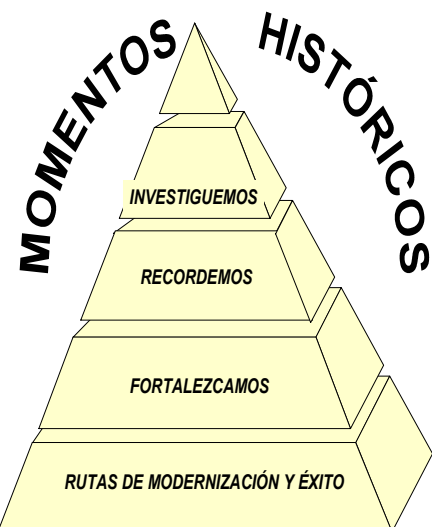 MOMENTOS HISTÓRICOS
INVESTIGUEMOS
RECORDEMOS
FORTALEZCAMOS
RUTAS DE MODERNIZACIÓN Y ÉXITO